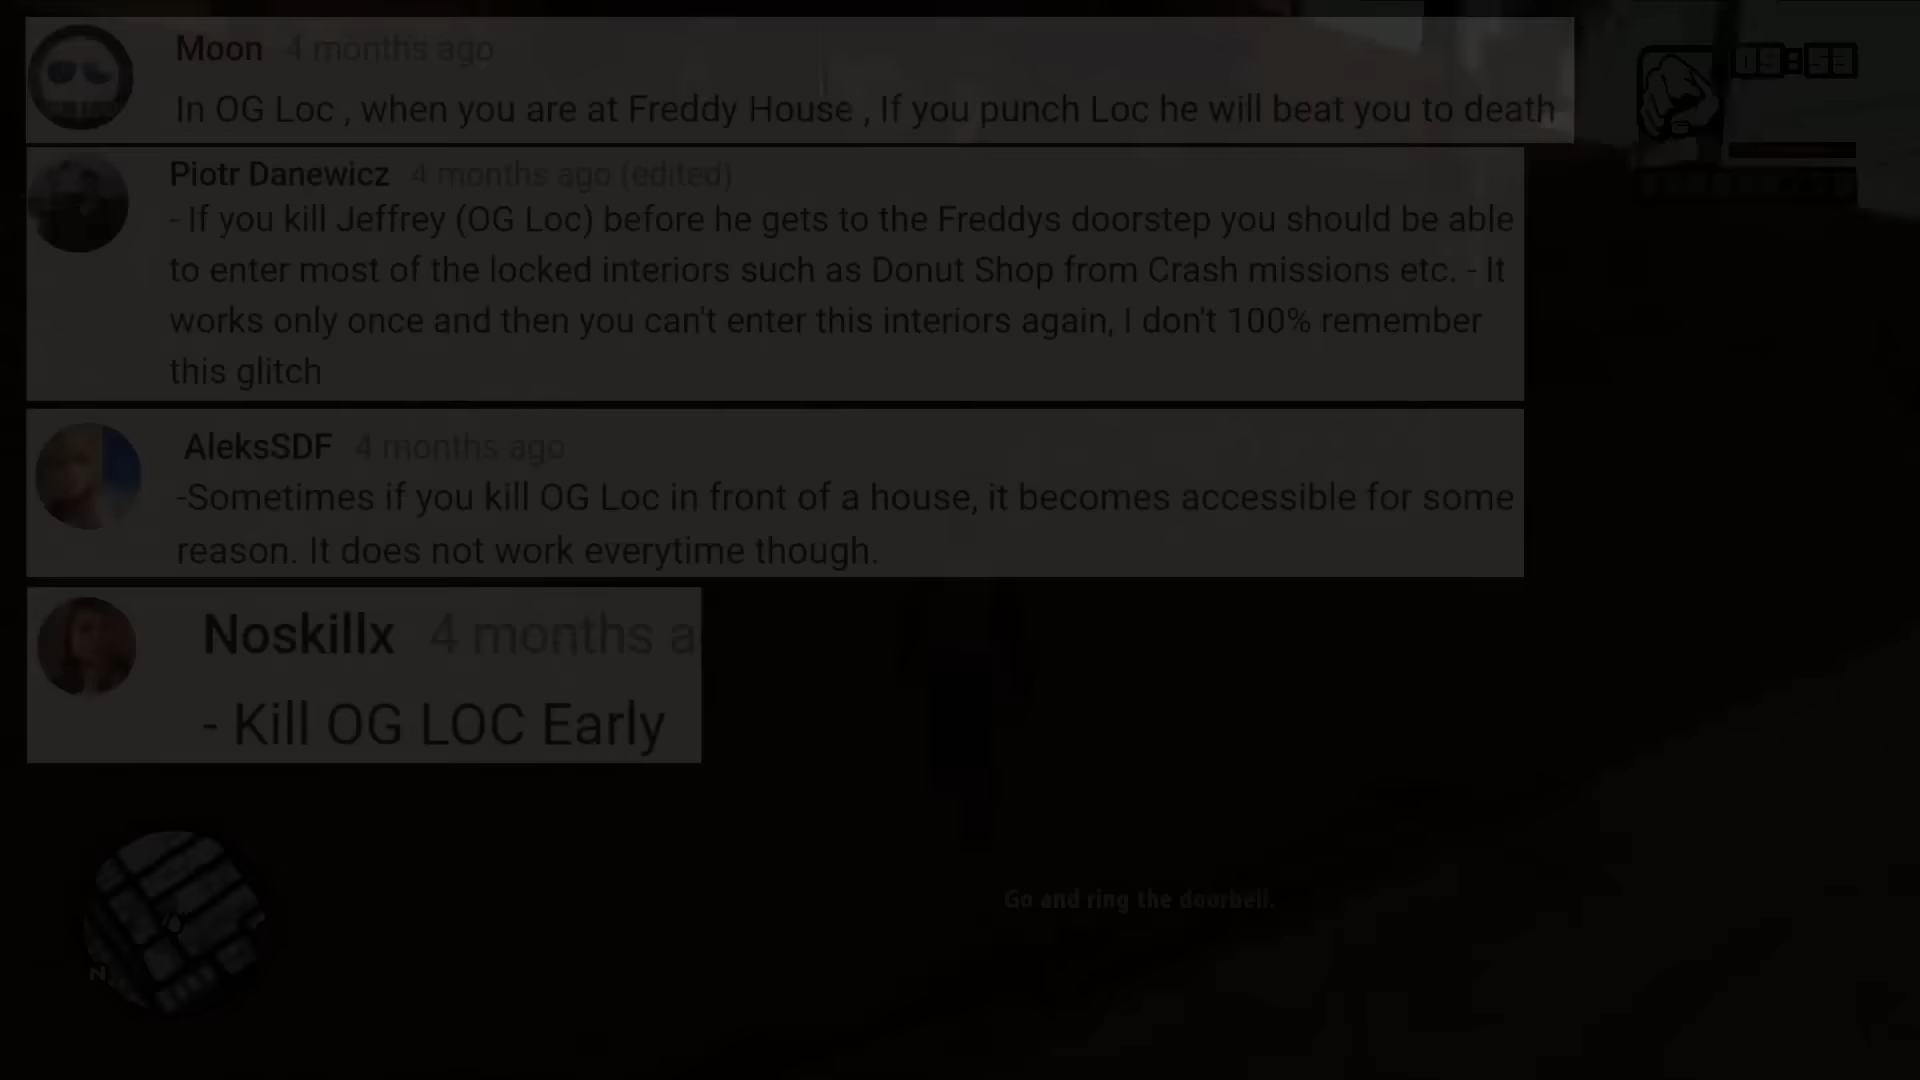 Moon 4 months ago
In OG Loc , when you are at Freddy House , If you punch Loc he will beat you to death
09:53
Piotr Danewicz 4 months ago (edited)
- If you kill Jeffrey (OG Loc) before he gets to the Freddys doorstep you should be able
to enter most of the locked interiors such as Donut Shop from Crash missions etc. - It
works only once and then you can't enter this interiors again, I don't 100% remember
this glitch
AleksSDF 4 months ago
-Sometimes if you kill OG Loc in front of a house, it becomes accessible for some
reason. It does not work everytime though.
Noskillx 4 months a
- Kill OG LOC Early
Go and ring the doorbell.
N